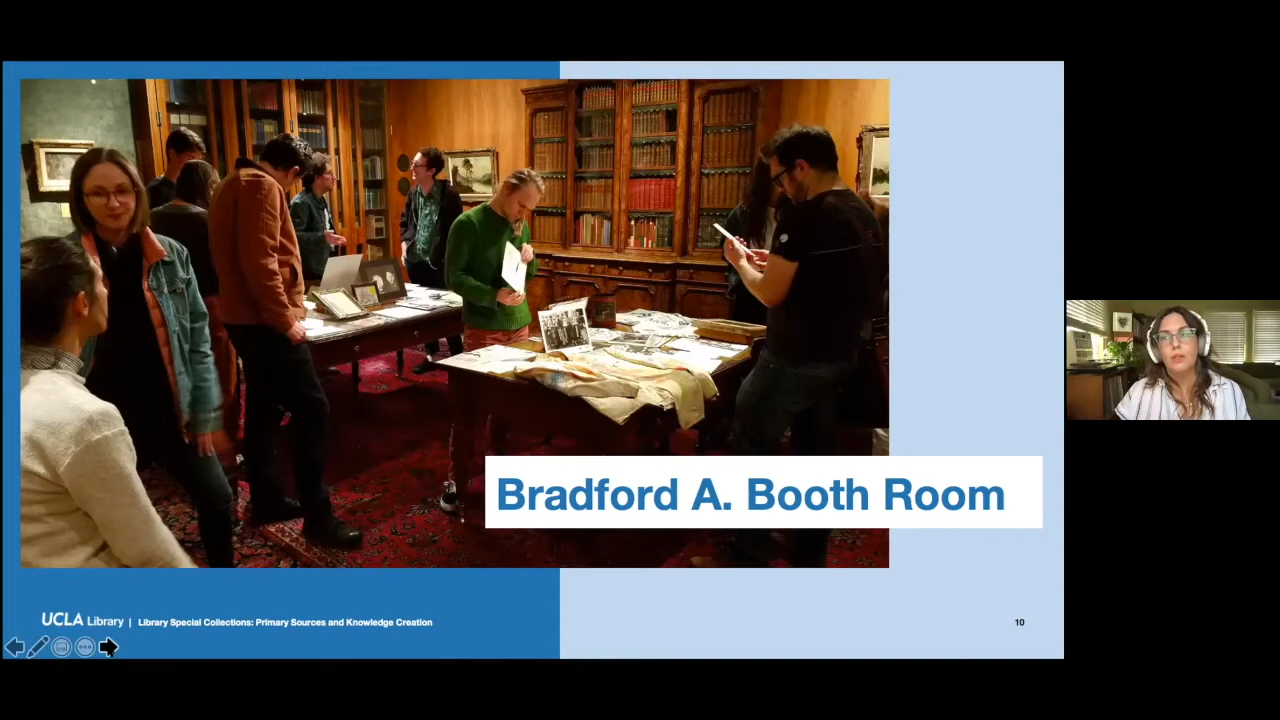 Bradford A. Booth Room
UCLA Library | Library Special Collections: Primary Sources and Knowledge Creation
10